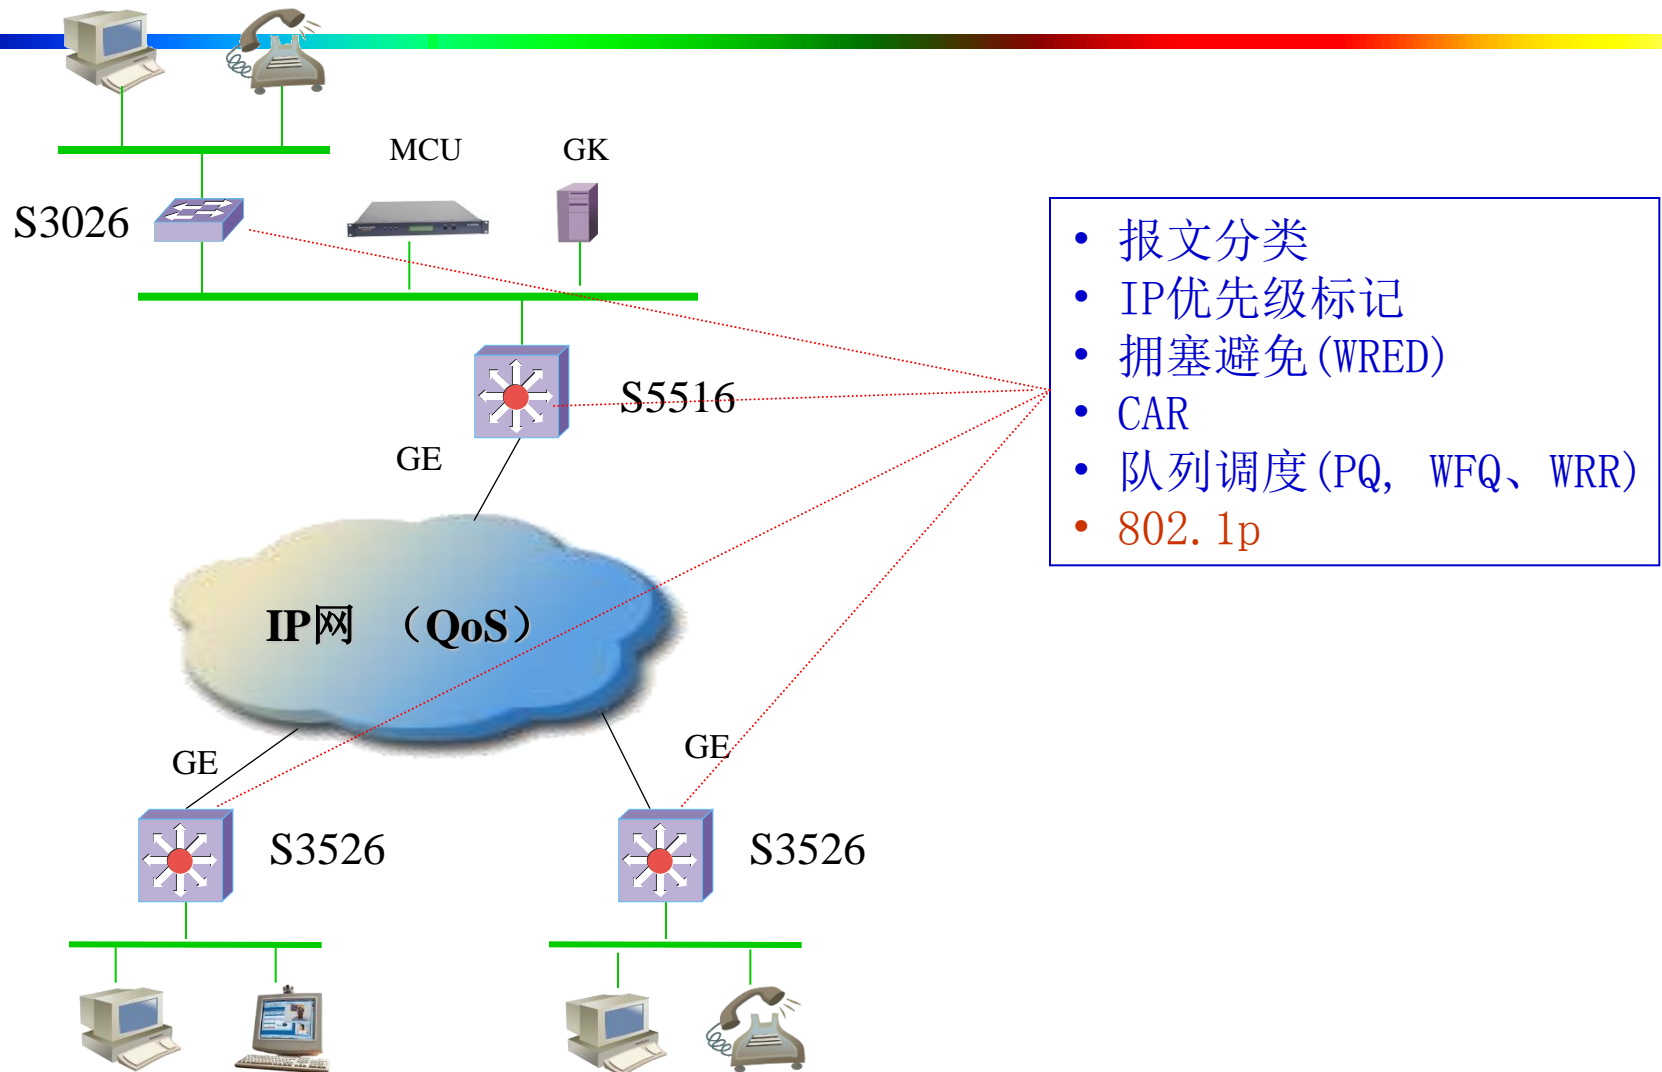 MCU
GK
S3026
S5516
GE
IP网 （QoS）
GE
GE
S3526
S3526
• 报文分类
• IP优先级标记
• 拥塞避免(WRED)
• CAR
• 队列调度(PQ, WFQ、WRR)
• 802.1p